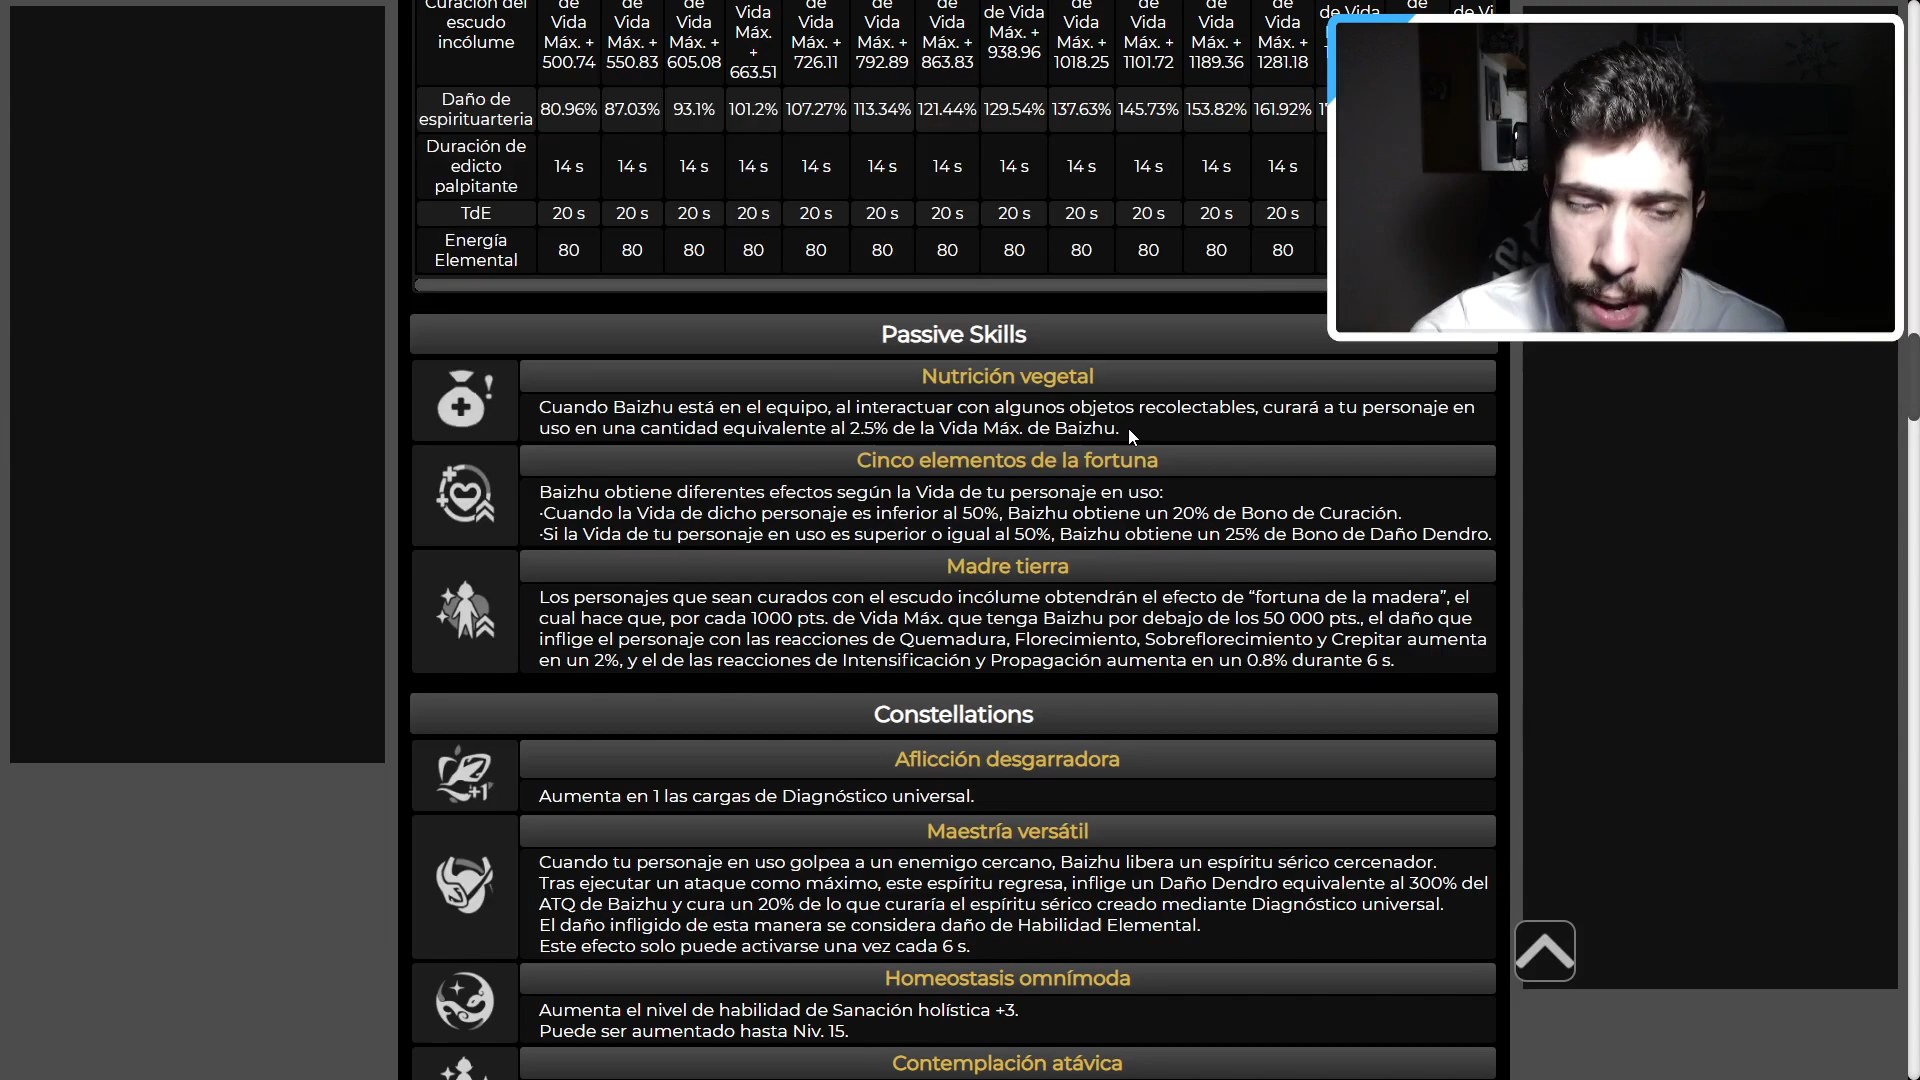 Curación del escudo incólume
de Vida Máx. + 500.74
de Vida Máx. + 550.83
de Vida Máx. + 605.08
Vida Máx. + 663.51
de Vida Máx. + 726.11
de Vida Máx. + 792.89
de Vida Máx. + 863.83
de Vida Máx. + 938.96
de Vida Máx. + 1018.25
de Vida Máx. + 1101.72
de Vida Máx. + 1189.36
de Vida Máx. + 1281.18
de Vida
Daño de espirituarteria 80.96% 87.03% 93.1% 101.2% 107.27% 113.34% 121.44% 129.54% 137.63% 145.73% 153.82% 161.92%
Duración de edicto palpitante 14 s 14 s 14 s 14 s 14 s 14 s 14 s 14 s 14 s 14 s 14 s 14 s
TdE 20 s 20 s 20 s 20 s 20 s 20 s 20 s 20 s 20 s 20 s 20 s 20 s
Energía Elemental 80 80 80 80 80 80 80 80 80 80 80 80
Passive Skills
Nutrición vegetal
Cuando Baizhu está en el equipo, al interactuar con algunos objetos recolectables, curará a tu personaje en
uso en una cantidad equivalente al 2.5% de la Vida Máx. de Baizhu.
Cinco elementos de la fortuna
Baizhu obtiene diferentes efectos según la Vida de tu personaje en uso:
·Cuando la Vida de dicho personaje es inferior al 50%, Baizhu obtiene un 20% de Bono de Curación.
·Si la Vida de tu personaje en uso es superior o igual al 50%, Baizhu obtiene un 25% de Bono de Daño Dendro.
Madre tierra
Los personajes que sean curados con el escudo incólume obtendrán el efecto de “fortuna de la madera”, el
cual hace que, por cada 1000 pts. de Vida Máx. que tenga Baizhu por debajo de los 50 000 pts., el daño que
inflige el personaje con las reacciones de Quemadura, Florecimiento, Sobreflorecimiento y Crepitar aumenta
en un 2%, y el de las reacciones de Intensificación y Propagación aumenta en un 0.8% durante 6 s.
Constellations
Aflicción desgarradora
+1
Aumenta en 1 las cargas de Diagnóstico universal.
Maestría versátil
Cuando tu personaje en uso golpea a un enemigo cercano, Baizhu libera un espíritu sérico cercenador.
Tras ejecutar un ataque como máximo, este espíritu regresa, inflige un Daño Dendro equivalente al 300% del
ATQ de Baizhu y cura un 20% de lo que curaría el espíritu sérico creado mediante Diagnóstico universal.
El daño infligido de esta manera se considera daño de Habilidad Elemental.
Este efecto solo puede activarse una vez cada 6 s.
Homeostasis omnímoda
Aumenta el nivel de habilidad de Sanación holística +3.
Puede ser aumentado hasta Niv. 15.
Contemplación atávica